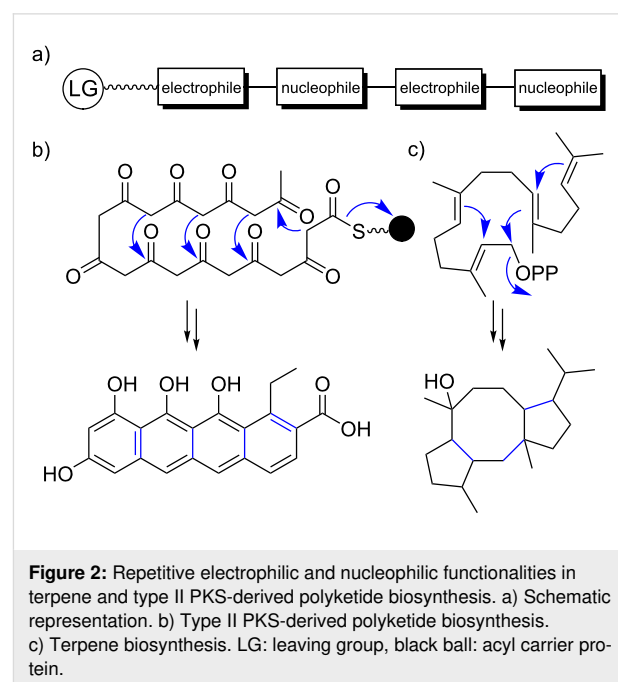 a)
LG electrophile nucleophile electrophile nucleophile
b) c)
O O O
O
O O O O S
O O OPP
OH OH OH O
OH
HO
HO
Figure 2: Repetitive electrophilic and nucleophilic functionalities in
terpene and type II PKS-derived polyketide biosynthesis. a) Schematic
representation. b) Type II PKS-derived polyketide biosynthesis.
c) Terpene biosynthesis. LG: leaving group, black ball: acyl carrier pro-
tein.